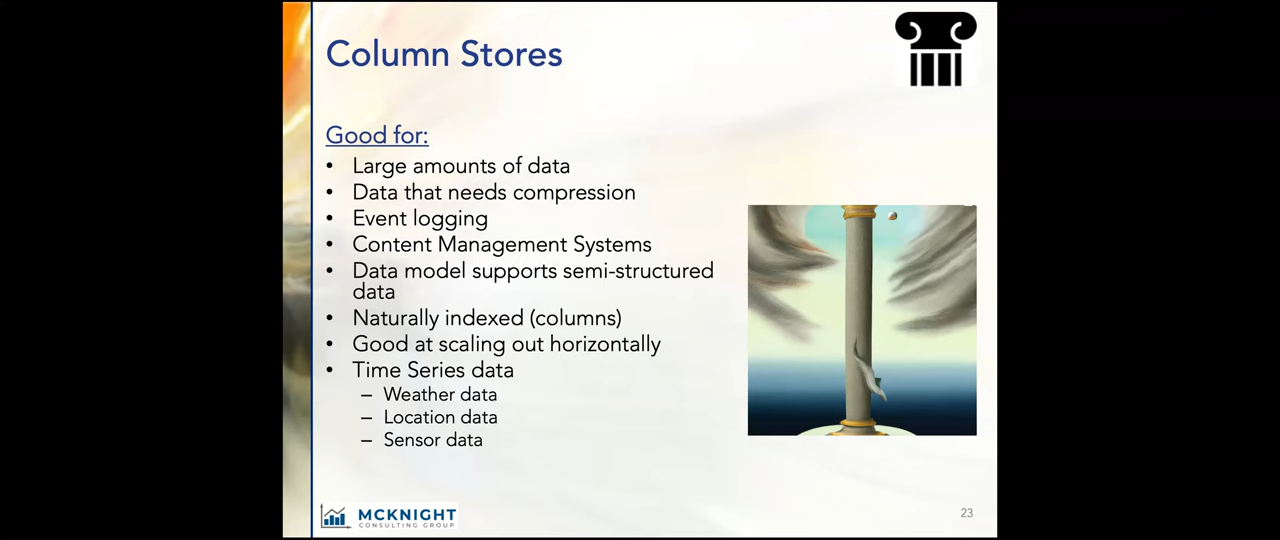 Column Stores
Good for:
• Large amounts of data
• Data that needs compression
• Event logging
• Content Management Systems
• Data model supports semi-structured
data
• Naturally indexed (columns)
• Good at scaling out horizontally
• Time Series data
– Weather data
– Location data
– Sensor data
MCKNIGHT
CONSULTING GROUP
23